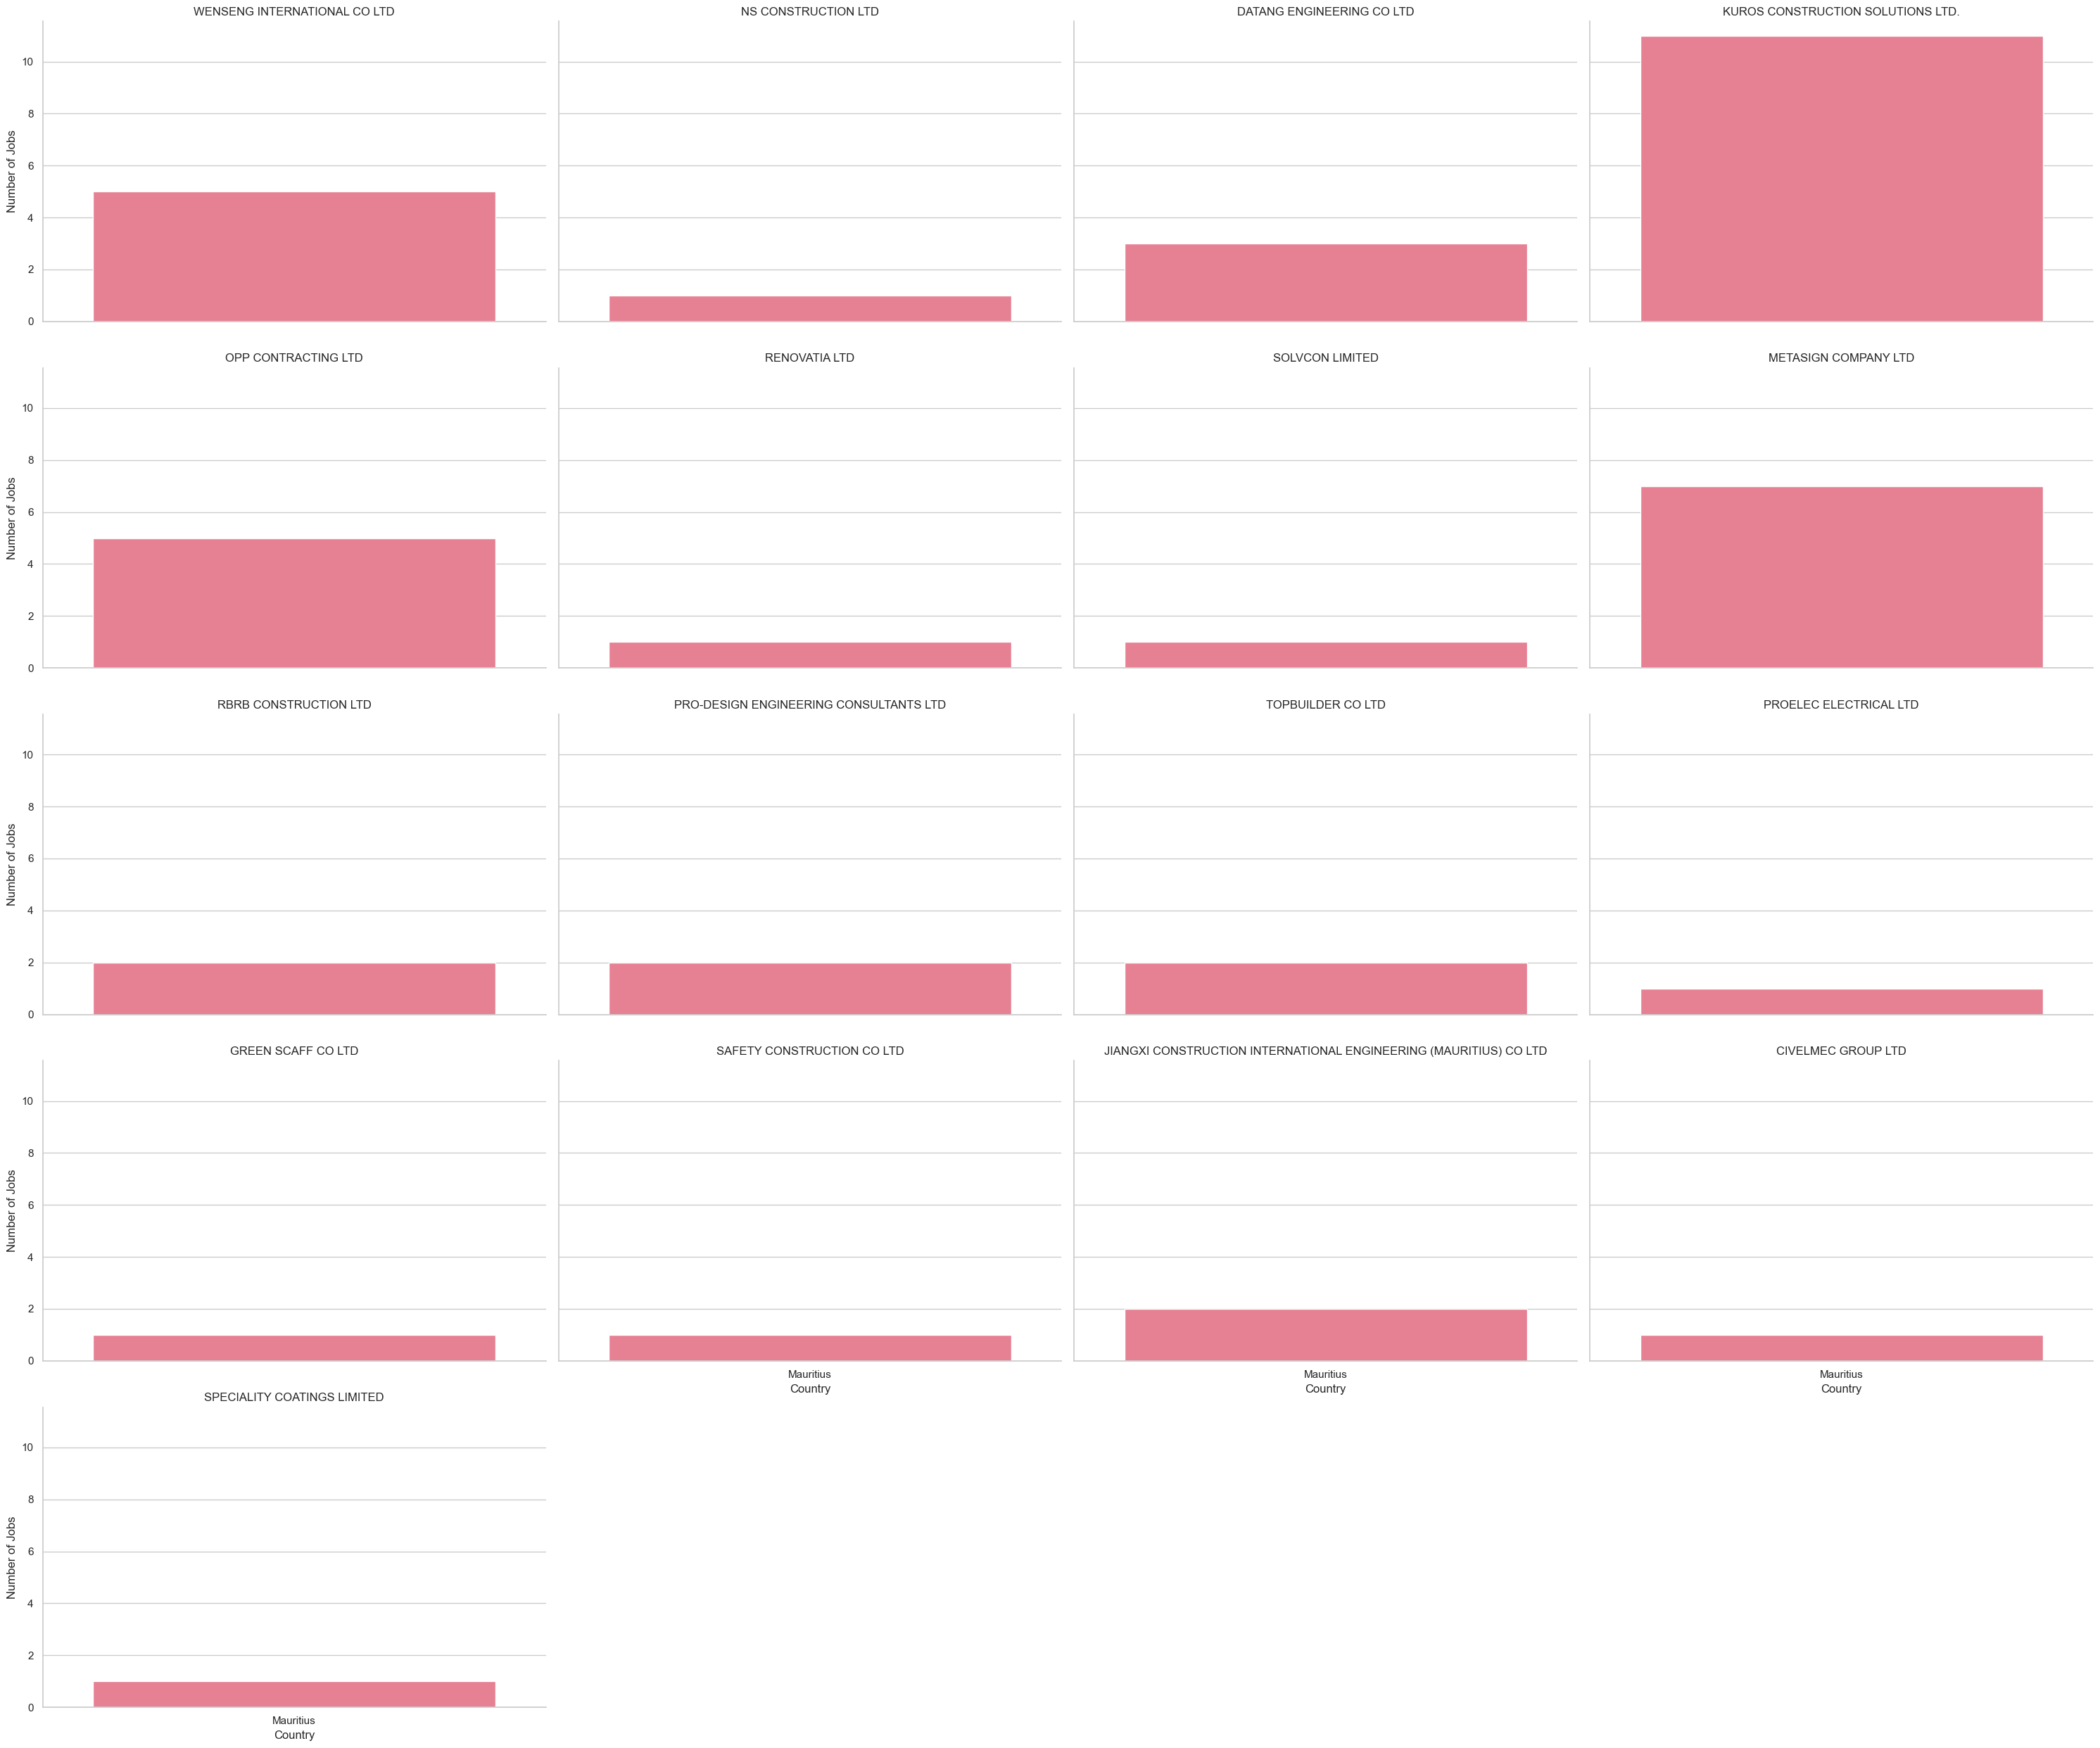 WENSENG INTERNATIONAL CO LTD
NS CONSTRUCTION LTD
DATANG ENGINEERING CO LTD
KUROS CONSTRUCTION SOLUTIONS LTD.
Number of Jobs
10
8
6
4
2
0
OPP CONTRACTING LTD
RENOVATIA LTD
SOLVCON LIMITED
METASIGN COMPANY LTD
Number of Jobs
10
8
6
4
2
0
RBRB CONSTRUCTION LTD
PRO-DESIGN ENGINEERING CONSULTANTS LTD
TOPBUILDER CO LTD
PROELEC ELECTRICAL LTD
Number of Jobs
10
8
6
4
2
0
GREEN SCAFF CO LTD
SAFETY CONSTRUCTION CO LTD
JIANGXI CONSTRUCTION INTERNATIONAL ENGINEERING (MAURITIUS) CO LTD
CIVELMEC GROUP LTD
Number of Jobs
10
8
6
4
2
0
Mauritius
Country
Mauritius
Country
Mauritius
Country
SPECIALITY COATINGS LIMITED
Number of Jobs
10
8
6
4
2
0
Mauritius
Country